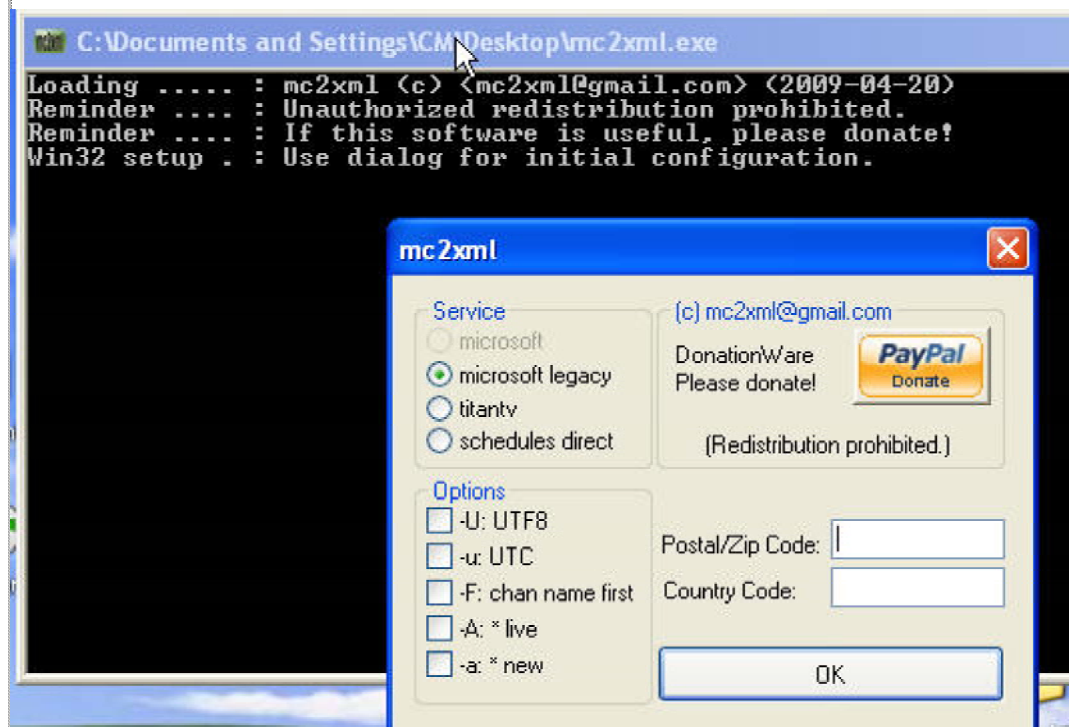 C:\Documents and Settings\CM\Desktop\mc2xml.exe
Loading ..... : mc2xml (c) <mc2xml@gmail.com> (2009-04-20)
Reminder .... : Unauthorized redistribution prohibited.
Reminder .... : If this software is useful, please donate!
Win32 setup . : Use dialog for initial configuration.
mc2xml
Service
microsoft
microsoft legacy
titantv
schedules direct
(c) mc2xml@gmail.com
DonationWare
Please donate!
PayPal
Donate
(Redistribution prohibited.)
Options
-U: UTF8
-u: UTC
-F: chan name first
-A: * live
-a: * new
Postal/Zip Code:
Country Code:
OK